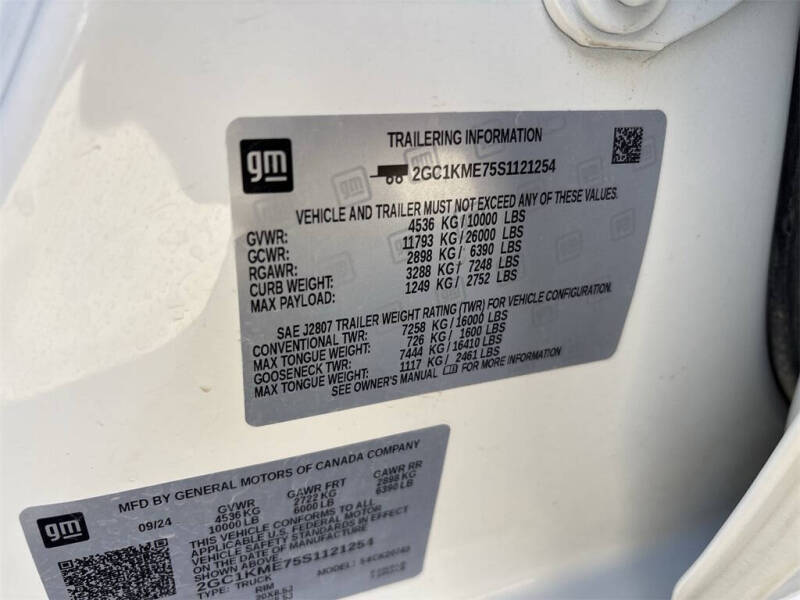 gm
TRAILERING INFORMATION
2GC1KME75S1121254
VEHICLE AND TRAILER MUST NOT EXCEED ANY OF THESE VALUES.
GVWR: 4536 KG / 10000 LBS
GCWR: 11793 KG / 26000 LBS
RGAWR: 2898 KG / 6390 LBS
CURB WEIGHT: 3288 KG / 7248 LBS
MAX PAYLOAD: 1249 KG / 2752 LBS
SAE J2807 TRAILER WEIGHT RATING (TWR) FOR VEHICLE CONFIGURATION.
CONVENTIONAL TWR: 7258 KG / 16000 LBS
MAX TONGUE WEIGHT: 726 KG / 1600 LBS
GOOSENECK TWR: 7444 KG / 16410 LBS
MAX TONGUE WEIGHT: 1117 KG / 2461 LBS
SEE OWNER'S MANUAL FOR MORE INFORMATION
gm
MFD BY GENERAL MOTORS OF CANADA COMPANY
09/24 GVWR GAWR FRT GAWR RR
4536 KG 2722 KG 2898 KG
10000 LB 6000 LB 6390 LB
THIS VEHICLE CONFORMS TO ALL
APPLICABLE U.S. FEDERAL MOTOR
VEHICLE SAFETY STANDARDS IN EFFECT
ON THE DATE OF MANUFACTURE
SHOWN ABOVE.
2GC1KME75S1121254
TYPE: TRUCK MODEL:
RIM
20X8.5J